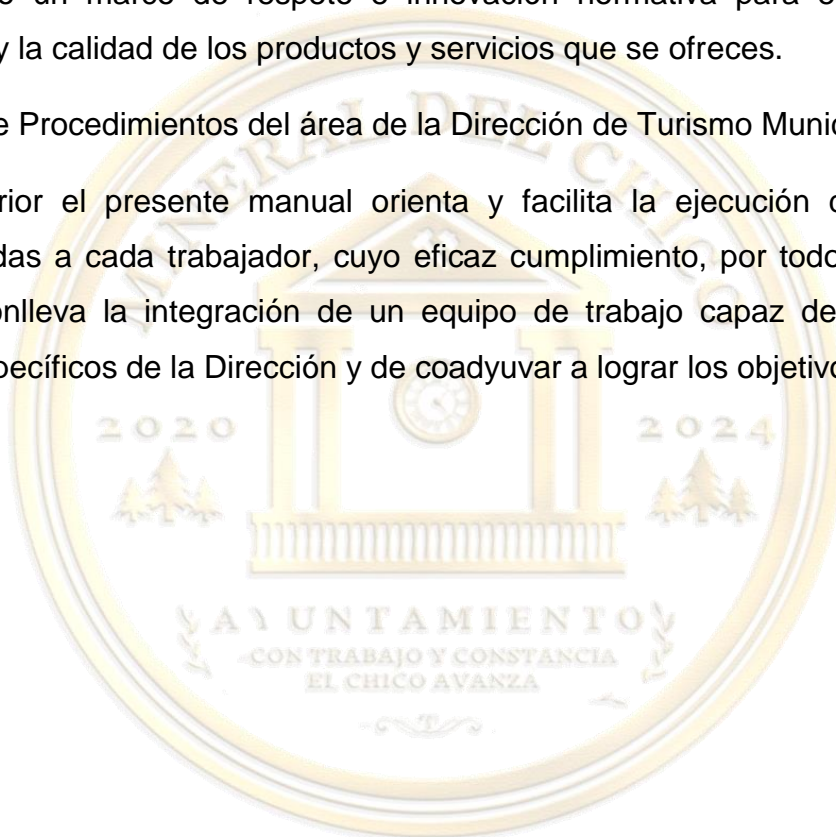 un marco de respeto e innovación normativa para
y la calidad de los productos y servicios que se ofreces.
e Procedimientos del área de la Dirección de Turismo Munic
rior el presente manual orienta y facilita la ejecución
das a cada trabajador, cuyo eficaz cumplimiento, por todo
onlleva la integración de un equipo de trabajo capaz de
pecíficos de la Dirección y de coadyuvar a lograr los objetivo
MINERAL DEL CHICO
2020 2024
AYUNTAMIENTO
CON TRABAJO Y CONSTANCIA
EL CHICO AVANZA